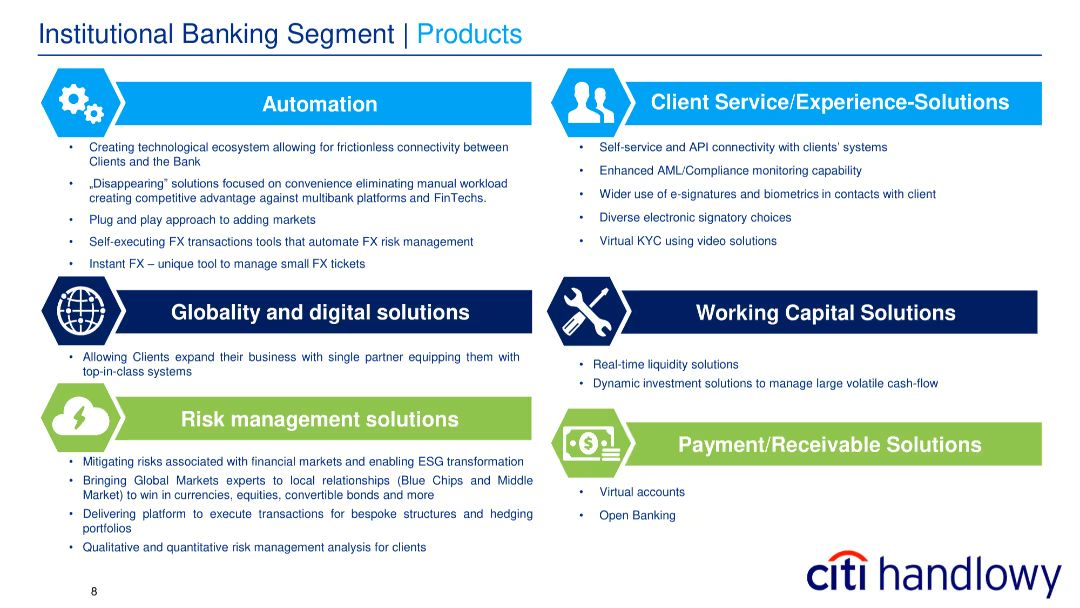 Institutional Banking Segment | Products
Automation
• Creating technological ecosystem allowing for frictionless connectivity between
Clients and the Bank
• „Disappearing” solutions focused on convenience eliminating manual workload
creating competitive advantage against multibank platforms and FinTechs.
• Plug and play approach to adding markets
• Self-executing FX transactions tools that automate FX risk management
• Instant FX – unique tool to manage small FX tickets
Globality and digital solutions
• Allowing Clients expand their business with single partner equipping them with
top-in-class systems
Risk management solutions
• Mitigating risks associated with financial markets and enabling ESG transformation
• Bringing Global Markets experts to local relationships (Blue Chips and Middle
Market) to win in currencies, equities, convertible bonds and more
• Delivering platform to execute transactions for bespoke structures and hedging
portfolios
• Qualitative and quantitative risk management analysis for clients
Client Service/Experience-Solutions
• Self-service and API connectivity with clients’ systems
• Enhanced AML/Compliance monitoring capability
• Wider use of e-signatures and biometrics in contacts with client
• Diverse electronic signatory choices
• Virtual KYC using video solutions
Working Capital Solutions
• Real-time liquidity solutions
• Dynamic investment solutions to manage large volatile cash-flow
$
Payment/Receivable Solutions
• Virtual accounts
• Open Banking
8
citi handlowy